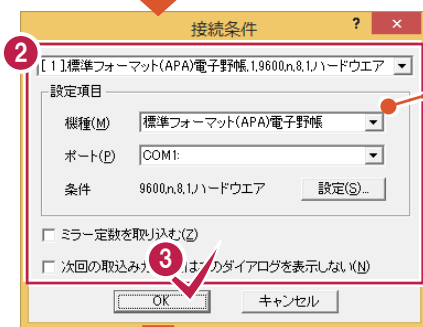 接続条件
?
×
2
[ 1 ].標準フォーマット(APA)電子野帳,1,9600,n,8,1,ハードウエア
設定項目
機種(M)
標準フォーマット(APA)電子野帳
ポート(P)
COM1:
条件
9600,n,8,1,ハードウエア
設定(S)...
ミラー定数を取り込む(Z)
次回の取込み
はこのダイアログを表示しない(N)
3
OK
キャンセル